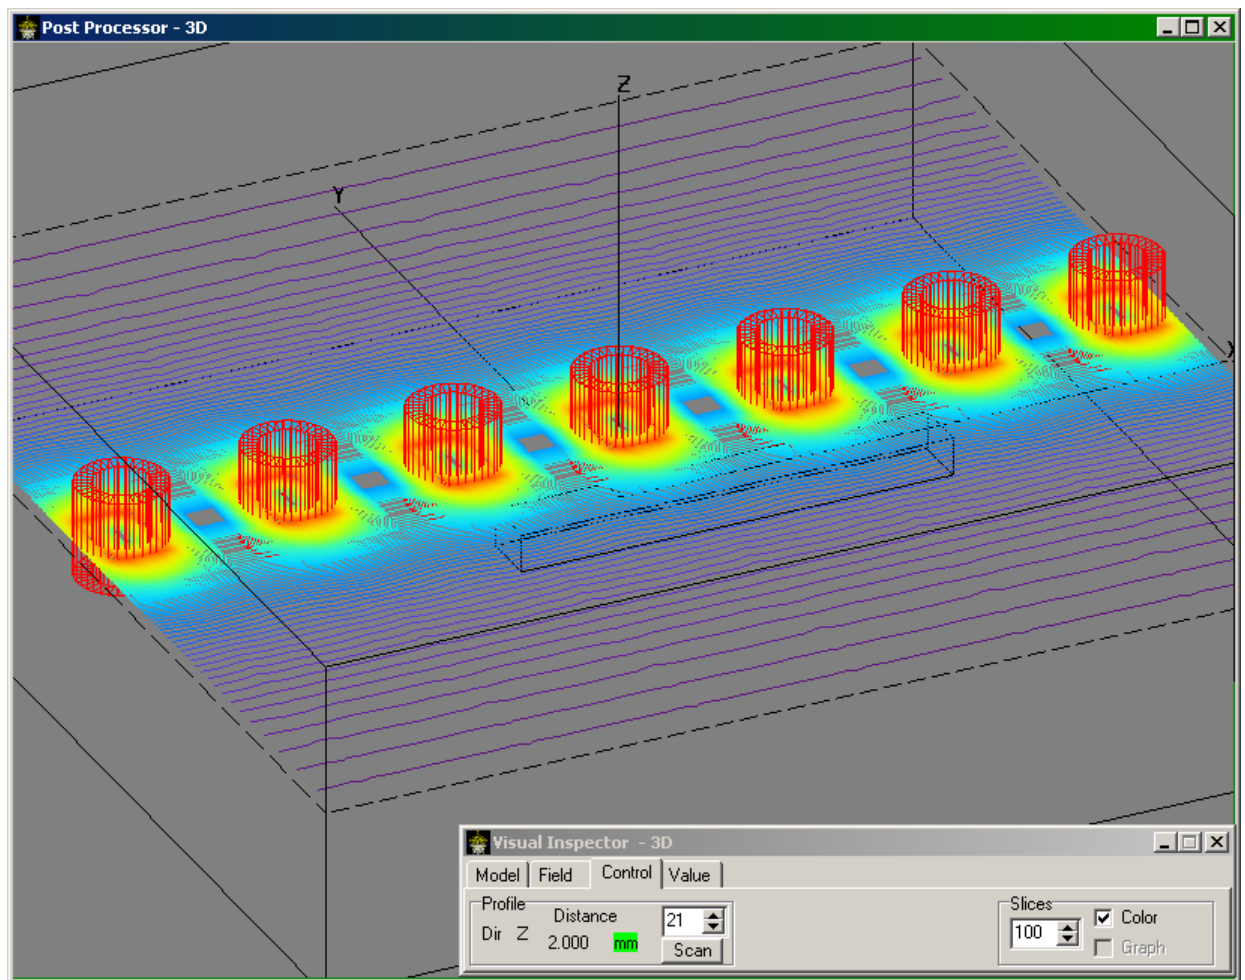 Post Processor - 3D
Z
Y
X
Visual Inspector - 3D
Model Field Control Value
Profile
Distance
21
Dir Z 2.000 mm
Scan
Slices
100
Color
Graph